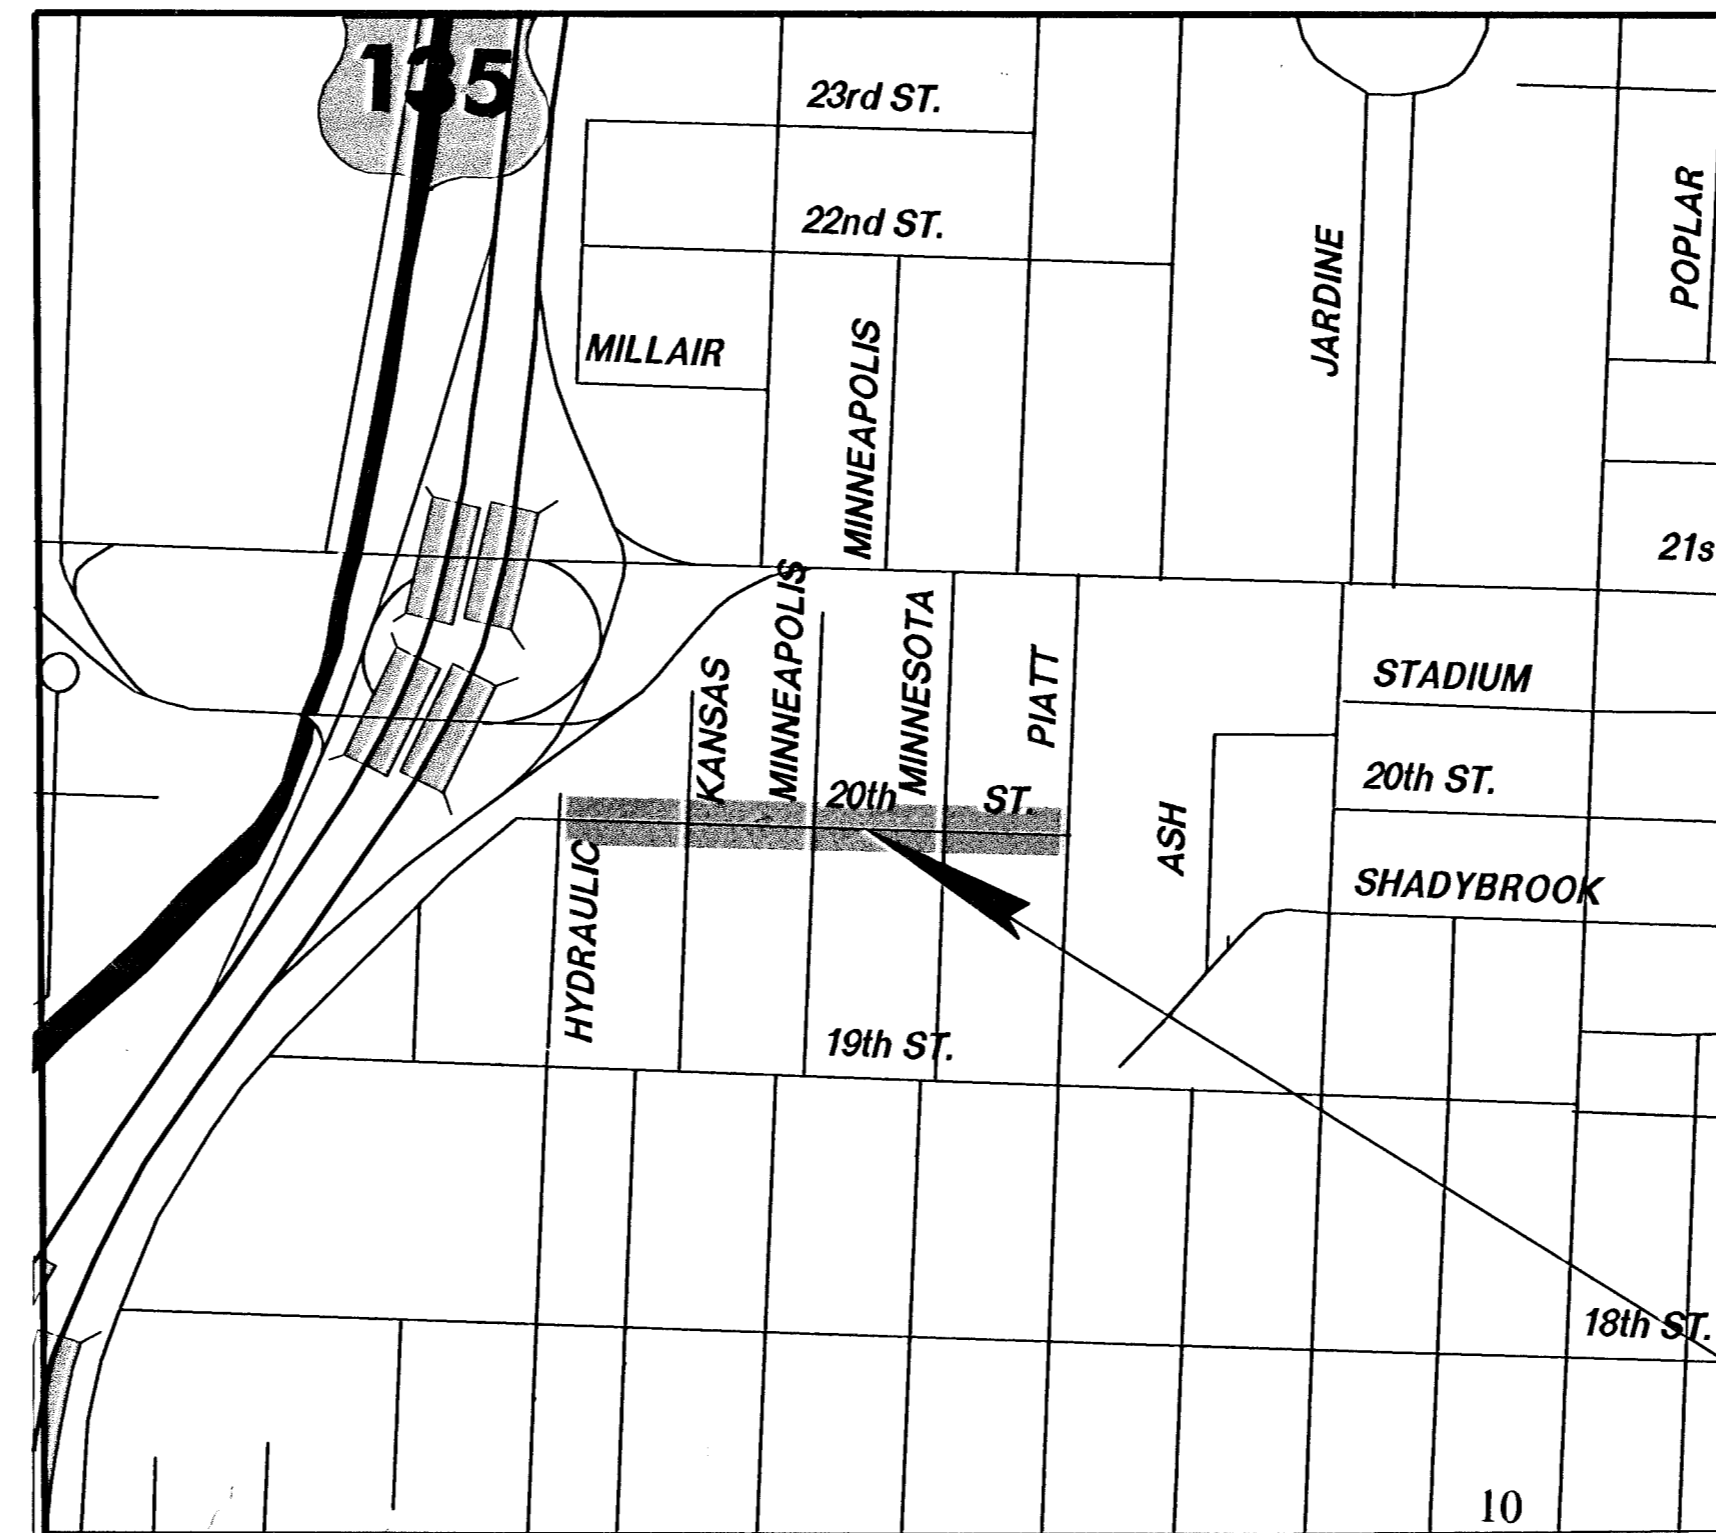 135
23rd ST.
22nd ST.
MILLAIR
MINNEAPOLIS
JARDINE
POPLAR
21s
KANSAS
MINNEAPOLIS
MINNESOTA
PIATT
STADIUM
20th ST.
20th ST.
ASH
SHADYBROOK
HYDRAULIC
19th ST.
18th ST.
10